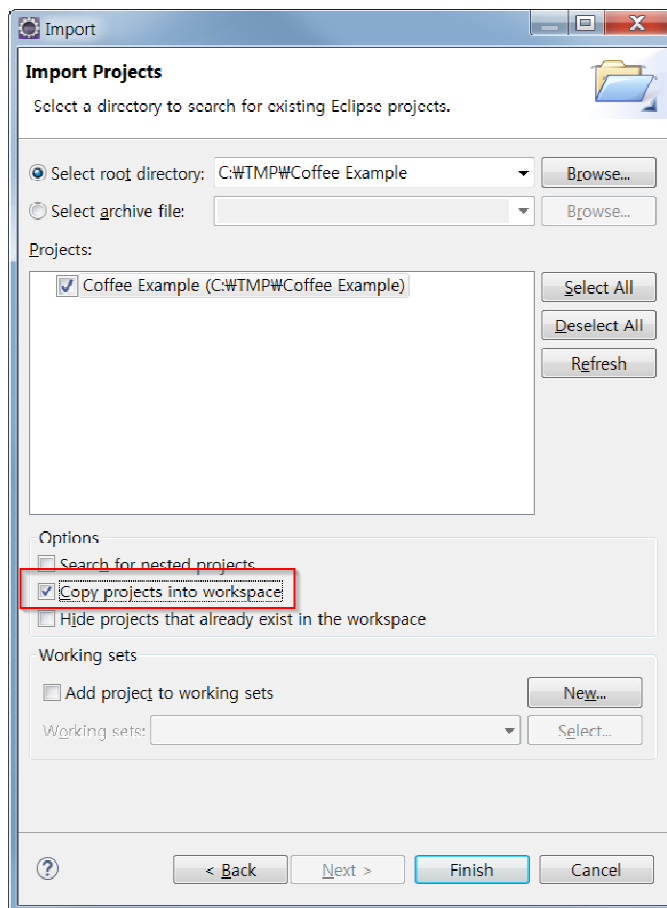 Import
Import Projects
Select a directory to search for existing Eclipse projects.
Select root directory: C:₩TMP₩Coffee Example Browse...
Select archive file: Browse...
Projects:
Coffee Example (C:₩TMP₩Coffee Example)
Select All
Deselect All
Refresh
Options
Search for nested projects
Copy projects into workspace
Hide projects that already exist in the workspace
Working sets
Add project to working sets New...
Working sets: Select...
? < Back Next > Finish Cancel